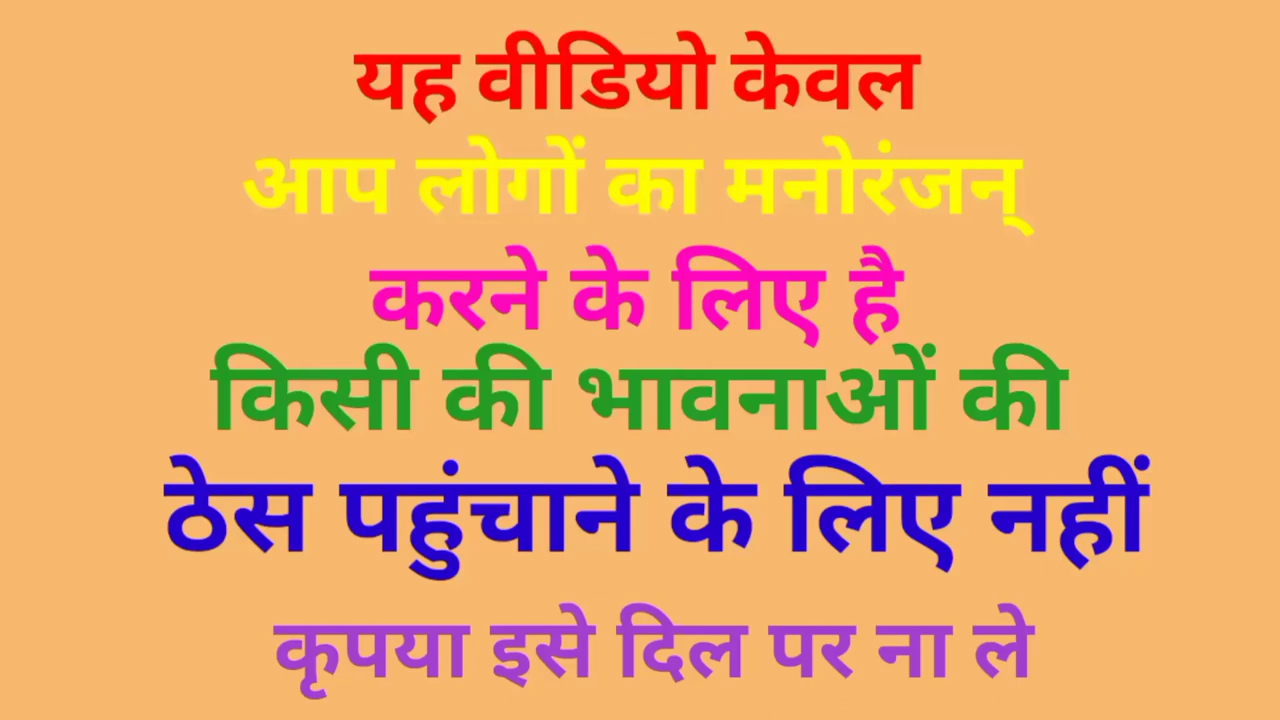 यह वीडियो केवल
आप लोगों का मनोरंजन्
करने के लिए है
किसी की भावनाओं की
ठेस पहुंचाने के लिए नहीं
कृपया इसे दिल पर ना ले